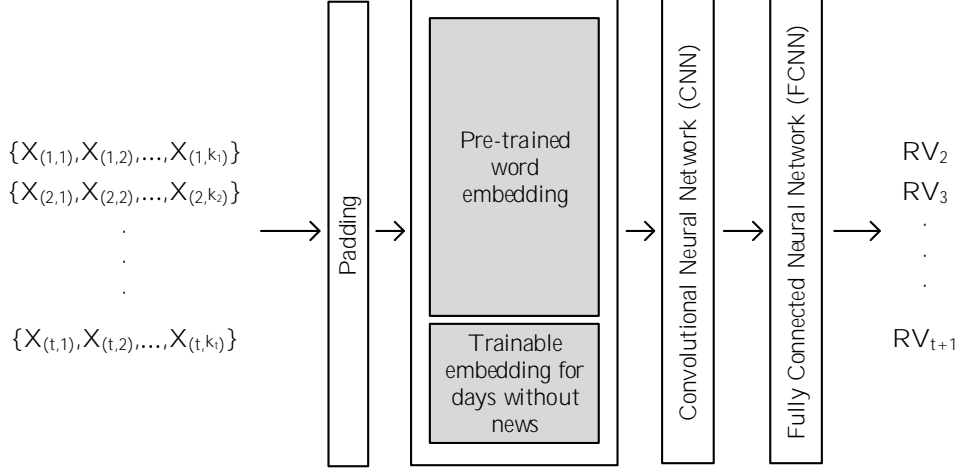 {X(1,1),X(1,2),...,X(1,k₁)}
{X(2,1),X(2,2),...,X(2,k₂)}
.
.
.
{X(t,1),X(t,2),...,X(t,kₜ)}
Padding
Pre-trained
word
embedding
Trainable
embedding for
days without
news
Convolutional Neural Network (CNN)
Fully Connected Neural Network (FCNN)
RV₂
RV₃
.
.
.
RVₜ₊₁